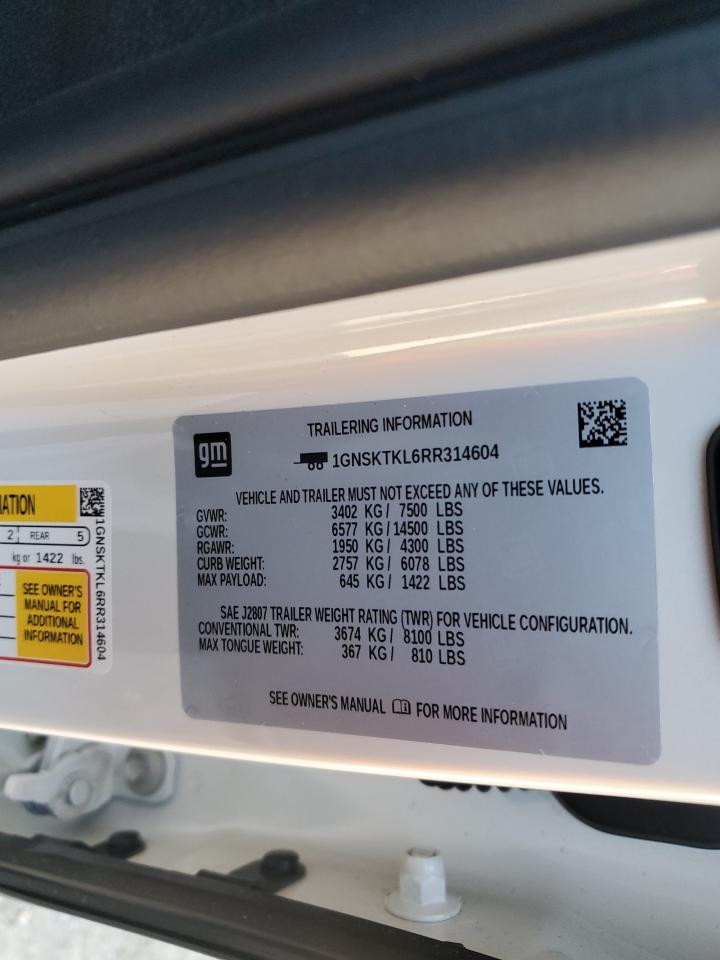 gm
TRAILERING INFORMATION
1GNSKTKL6RR314604
VEHICLE AND TRAILER MUST NOT EXCEED ANY OF THESE VALUES.
GVWR: 3402 KG / 7500 LBS
GCWR: 6577 KG / 14500 LBS
RGAWR: 1950 KG / 4300 LBS
CURB WEIGHT: 2757 KG / 6078 LBS
MAX PAYLOAD: 645 KG / 1422 LBS
SAE J2807 TRAILER WEIGHT RATING (TWR) FOR VEHICLE CONFIGURATION.
CONVENTIONAL TWR: 3674 KG / 8100 LBS
MAX TONGUE WEIGHT: 367 KG / 810 LBS
SEE OWNER'S MANUAL FOR MORE INFORMATION
2 REAR 5
kg or 1422 lbs.
SEE OWNER'S
MANUAL FOR
ADDITIONAL
INFORMATION
1GNSKTKL6RR314604